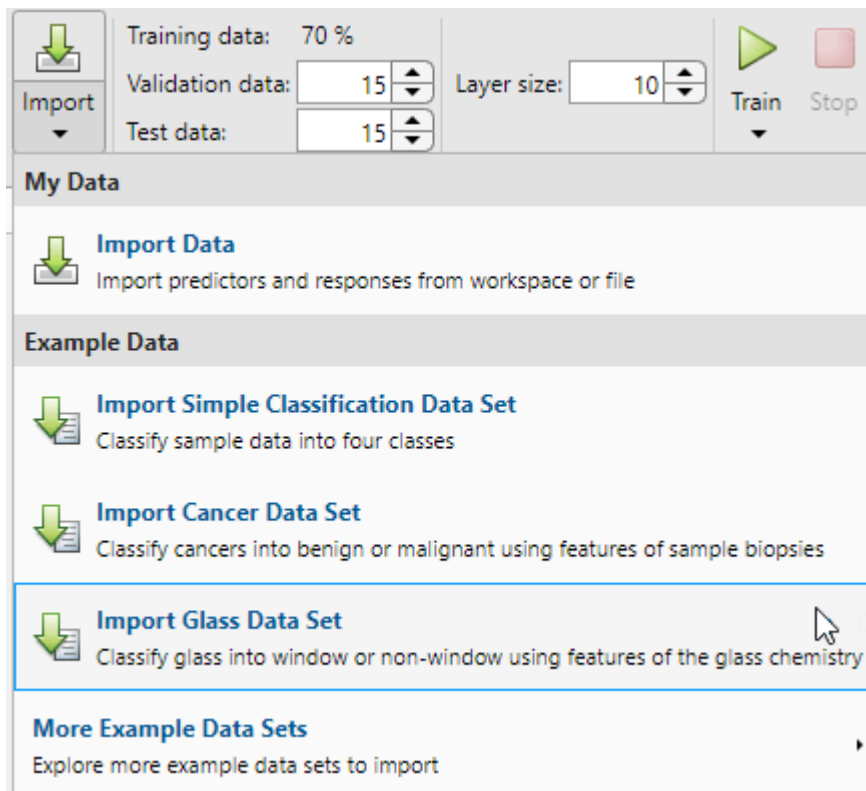 Import
Training data: 70 %
Validation data: 15
Test data: 15
Layer size: 10
Train
Stop
My Data
Import Data
Import predictors and responses from workspace or file
Example Data
Import Simple Classification Data Set
Classify sample data into four classes
Import Cancer Data Set
Classify cancers into benign or malignant using features of sample biopsies
Import Glass Data Set
Classify glass into window or non-window using features of the glass chemistry
More Example Data Sets
Explore more example data sets to import